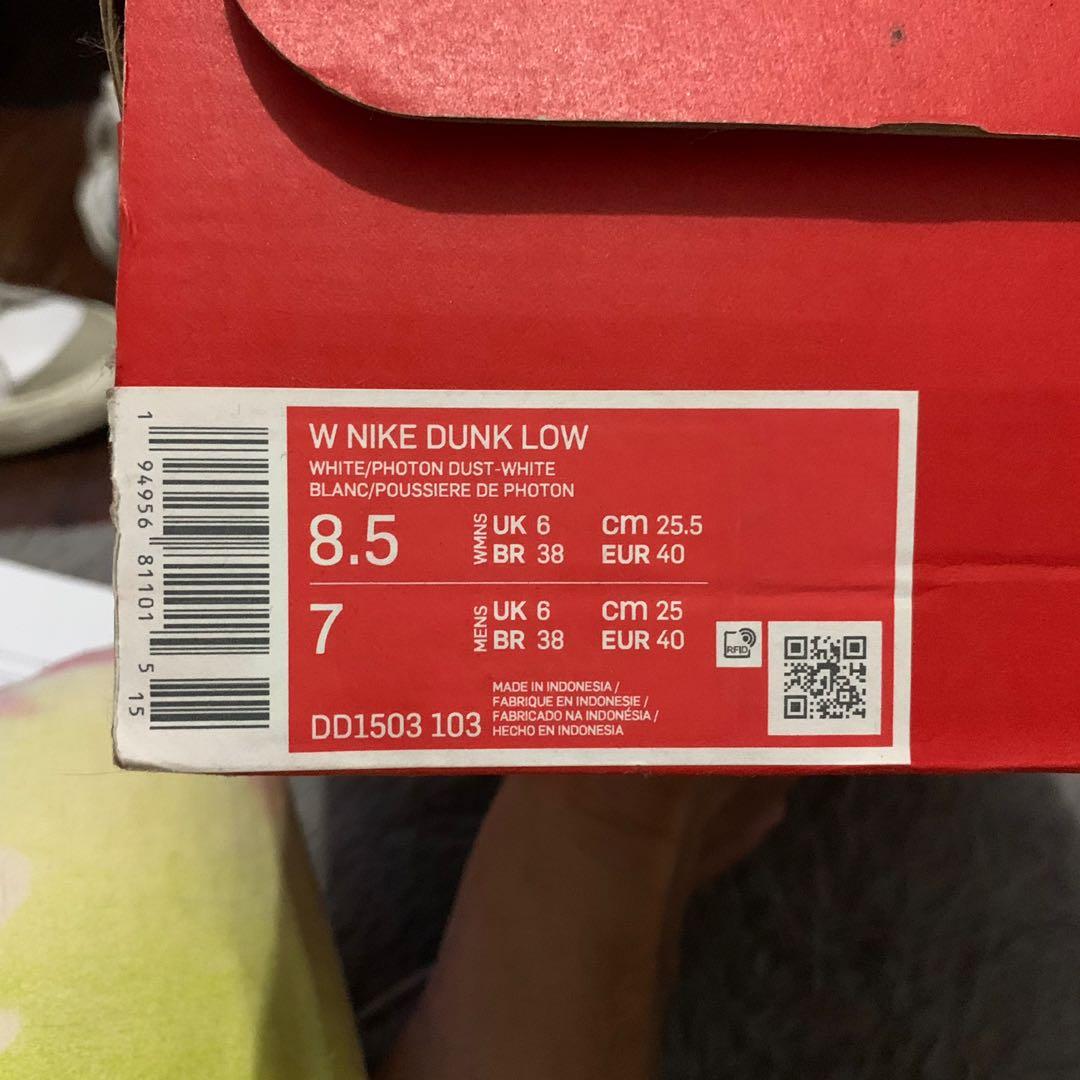 W NIKE DUNK LOW
WHITE/PHOTON DUST-WHITE
BLANC/POUSSIERE DE PHOTON
8.5 WMNS UK 6 cm 25.5
BR 38 EUR 40
7 MENS UK 6 cm 25
BR 38 EUR 40
RFID
DD1503 103
MADE IN INDONESIA /
FABRIQUE EN INDONESIE /
FABRICADO NA INDONÉSIA /
HECHO EN INDONESIA
1 94956 81101 5 15